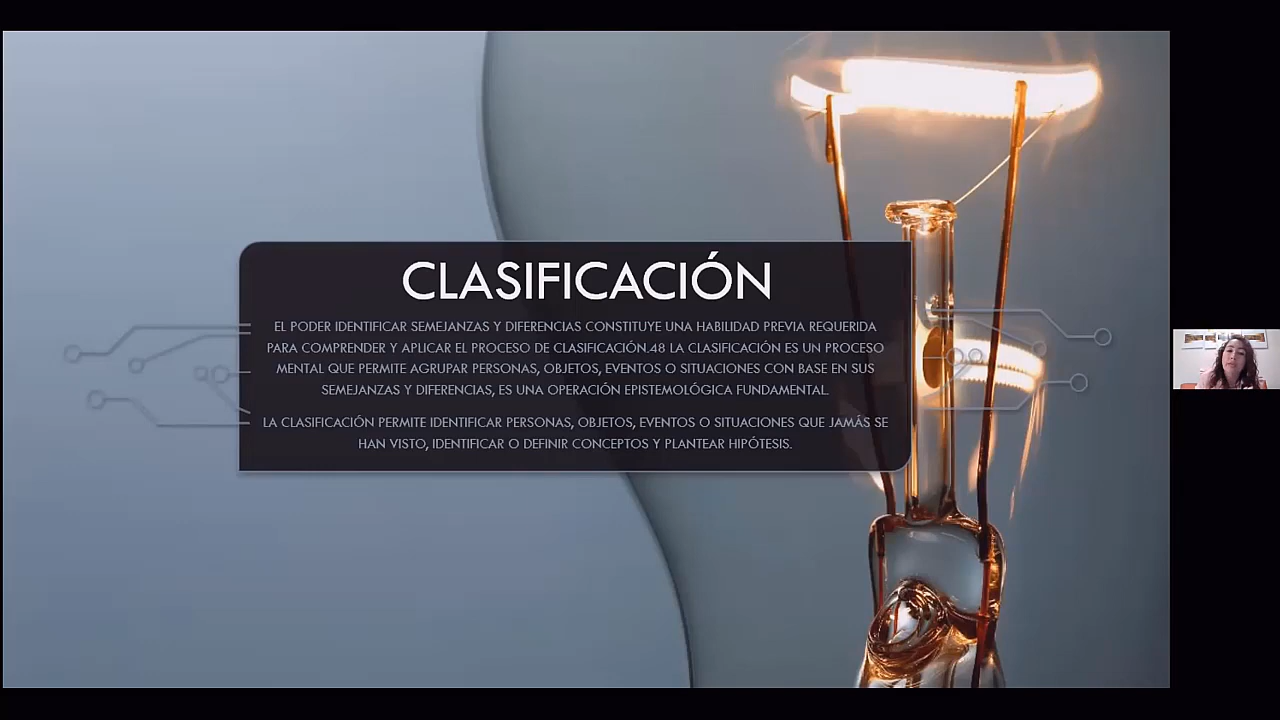 CLASIFICACIÓN
EL PODER IDENTIFICAR SEMEJANZAS Y DIFERENCIAS CONSTITUYE UNA HABILIDAD PREVIA REQUERIDA
PARA COMPRENDER Y APLICAR EL PROCESO DE CLASIFICACIÓN.48 LA CLASIFICACIÓN ES UN PROCESO
MENTAL QUE PERMITE AGRUPAR PERSONAS, OBJETOS, EVENTOS O SITUACIONES CON BASE EN SUS
SEMEJANZAS Y DIFERENCIAS, ES UNA OPERACIÓN EPISTEMOLÓGICA FUNDAMENTAL.
LA CLASIFICACIÓN PERMITE IDENTIFICAR PERSONAS, OBJETOS, EVENTOS O SITUACIONES QUE JAMÁS SE
HAN VISTO, IDENTIFICAR O DEFINIR CONCEPTOS Y PLANTEAR HIPÓTESIS.